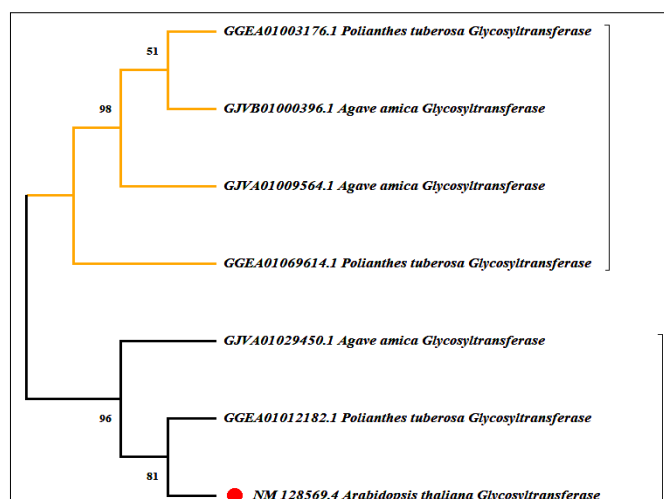 GGEA01003176.1 Polianthes tuberosa Glycosyltransferase
51
GJVB01000396.1 Agave amica Glycosyltransferase
98
GJVA01009564.1 Agave amica Glycosyltransferase
GGEA01069614.1 Polianthes tuberosa Glycosyltransferase
GJVA01029450.1 Agave amica Glycosyltransferase
96
GGEA01012182.1 Polianthes tuberosa Glycosyltransferase
81
NM 128569.4 Arabidopsis thaliana Glycosyltransferase